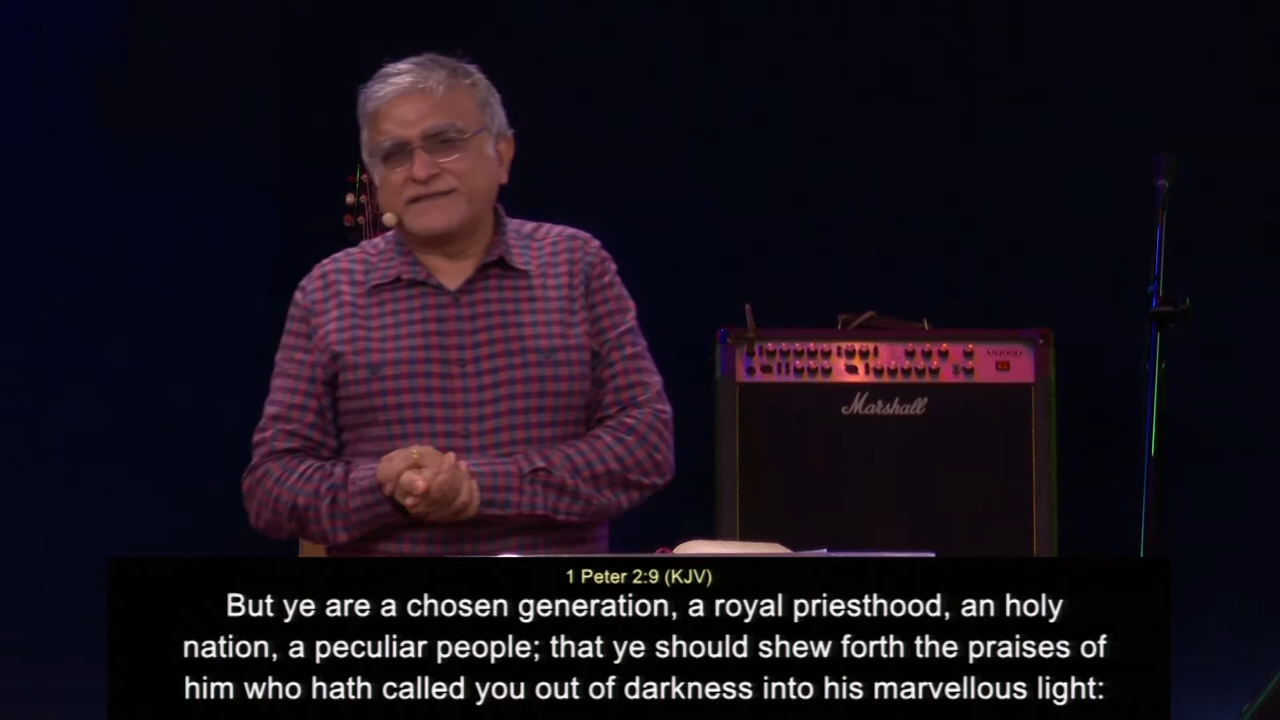 AS100D
Marshall
1 Peter 2:9 (KJV)
But ye are a chosen generation, a royal priesthood, an holy
nation, a peculiar people; that ye should shew forth the praises of
him who hath called you out of darkness into his marvellous light: